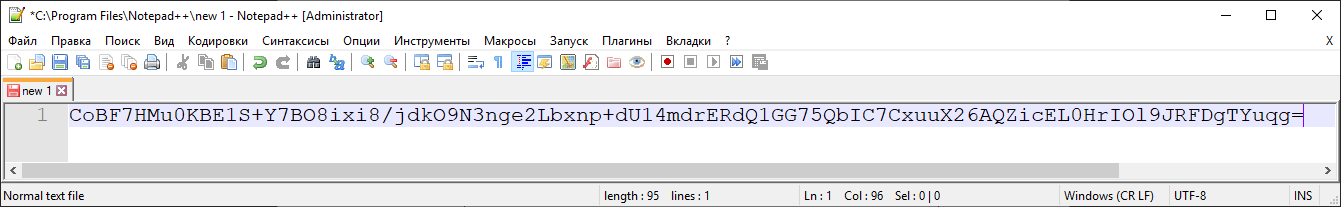 *C:\Program Files\Notepad++\new 1 - Notepad++ [Administrator]
Файл Правка Поиск Вид Кодировки Синтаксисы Опции Инструменты Макросы Запуск Плагины Вкладки ? X
new 1
1 CoBF7HMu0KBE1S+Y7BO8ixi8/jdkO9N3nge2Lbxnp+dU14mdrERdQ1GG75QbIC7CxuuX26AQZicEL0HrIOl9JRFDgTYuqg=
Normal text file length : 95 lines : 1 Ln : 1 Col : 96 Sel : 0 | 0 Windows (CR LF) UTF-8 INS